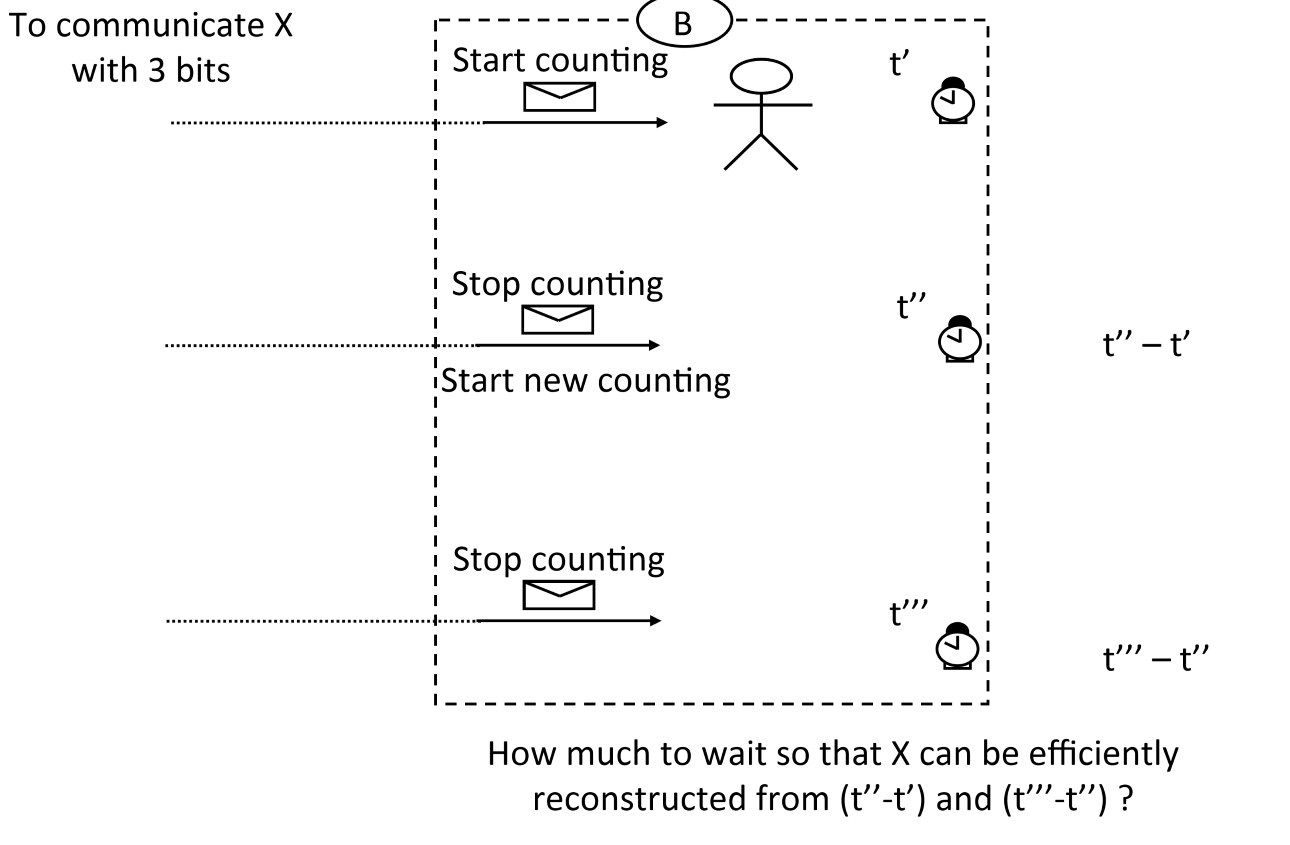 To communicate X
with 3 bits
B
Start counting
t’
Stop counting
t’’
Start new counting
t’’ – t’
Stop counting
t’’’
t’’’ – t’’
How much to wait so that X can be efficiently
reconstructed from (t’’-t’) and (t’’’-t’’) ?